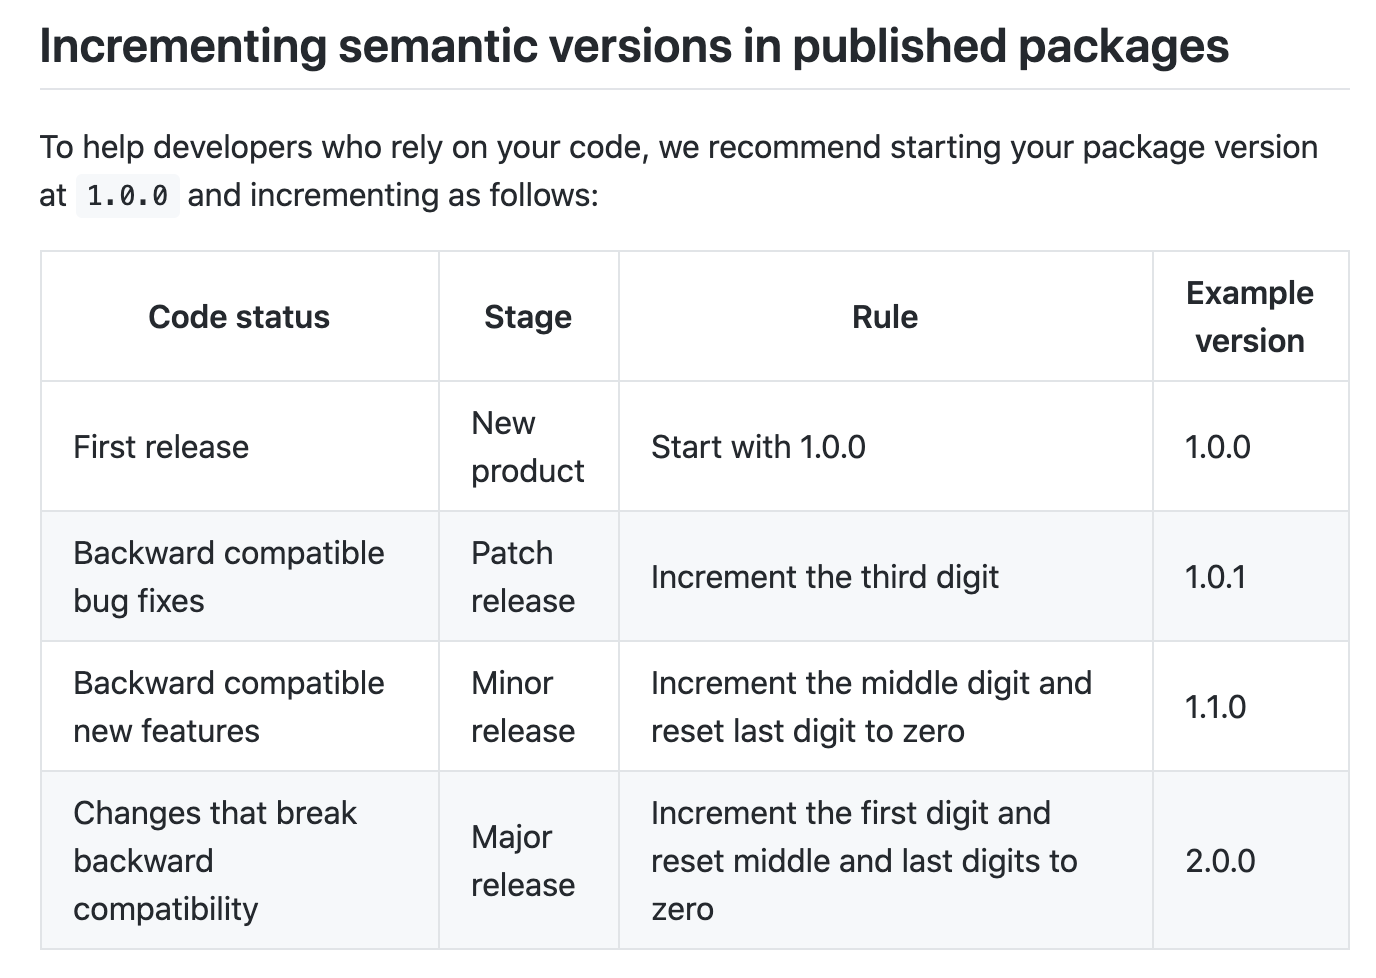 Incrementing semantic versions in published packages
To help developers who rely on your code, we recommend starting your package version
at 1.0.0 and incrementing as follows:
Code status
Stage
Rule
Example
version
First release
New
product
Start with 1.0.0
1.0.0
Backward compatible
bug fixes
Patch
release
Increment the third digit
1.0.1
Backward compatible
new features
Minor
release
Increment the middle digit and
reset last digit to zero
1.1.0
Changes that break
backward
compatibility
Major
release
Increment the first digit and
reset middle and last digits to
zero
2.0.0